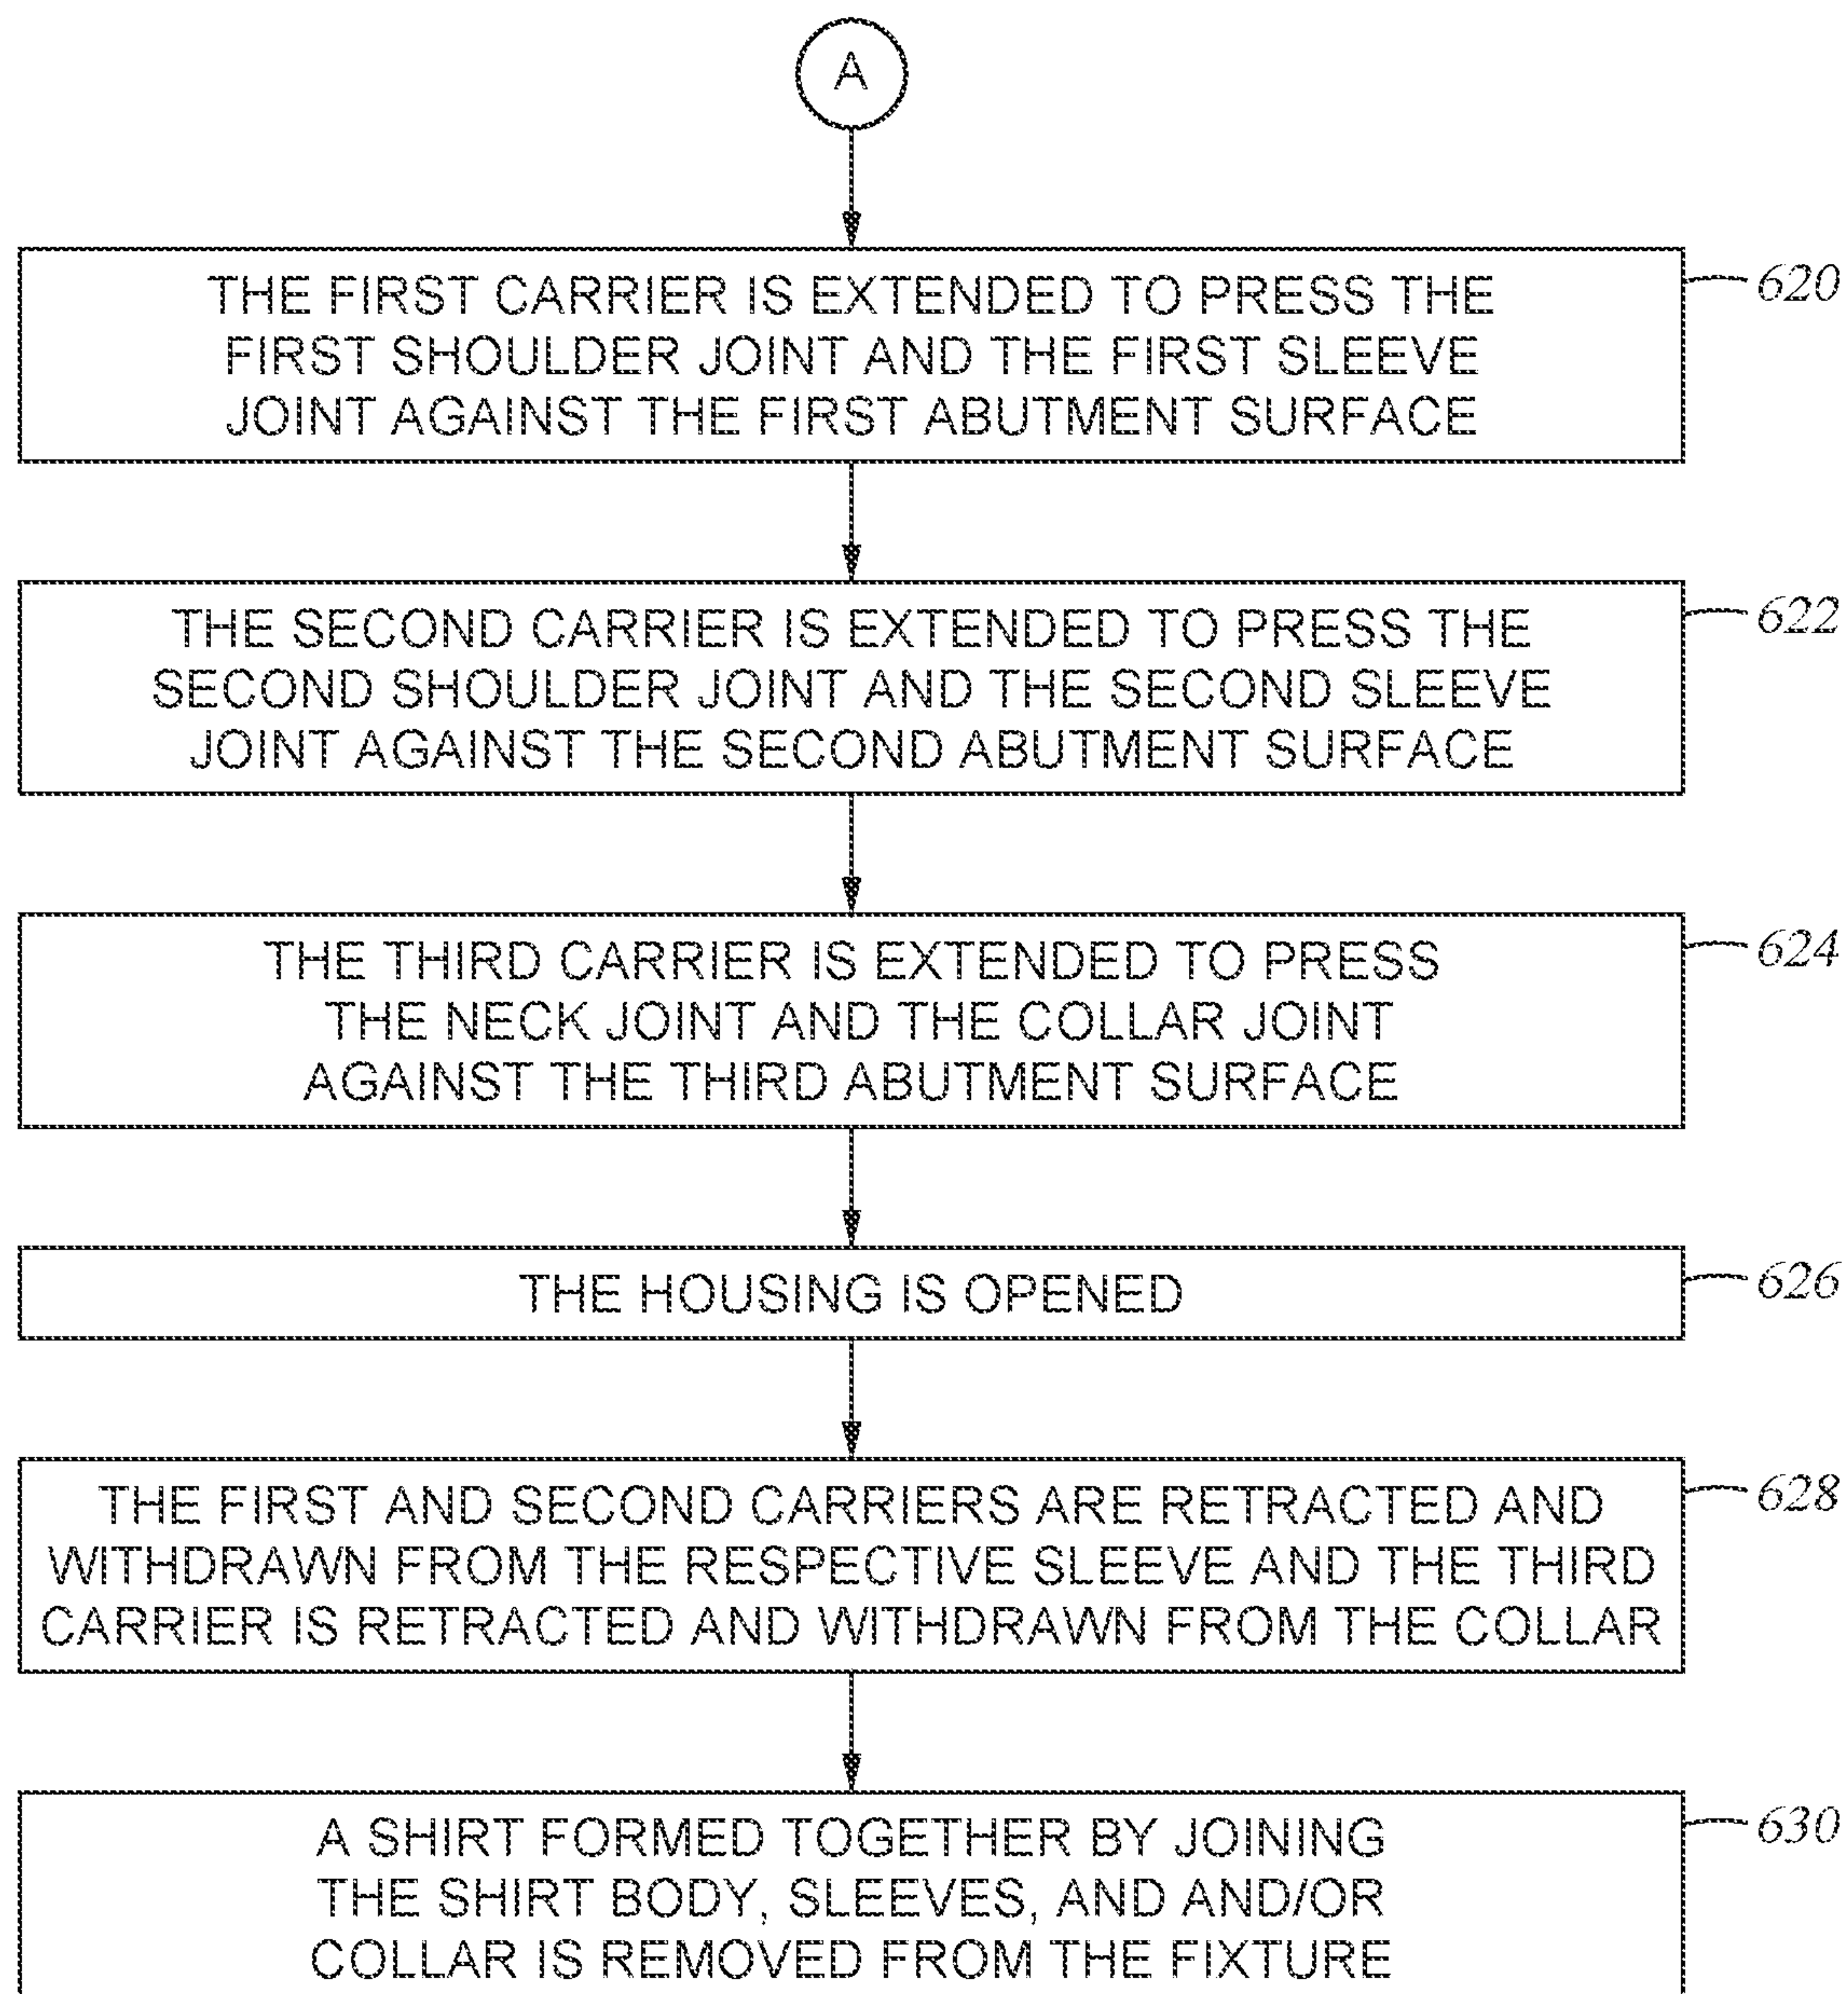 A
THE FIRST CARRIER IS EXTENDED TO PRESS THE
FIRST SHOULDER JOINT AND THE FIRST SLEEVE
JOINT AGAINST THE FIRST ABUTMENT SURFACE
620
THE SECOND CARRIER IS EXTENDED TO PRESS THE
SECOND SHOULDER JOINT AND THE SECOND SLEEVE
JOINT AGAINST THE SECOND ABUTMENT SURFACE
622
THE THIRD CARRIER IS EXTENDED TO PRESS
THE NECK JOINT AND THE COLLAR JOINT
AGAINST THE THIRD ABUTMENT SURFACE
624
THE HOUSING IS OPENED
626
THE FIRST AND SECOND CARRIERS ARE RETRACTED AND
WITHDRAWN FROM THE RESPECTIVE SLEEVE AND THE THIRD
CARRIER IS RETRACTED AND WITHDRAWN FROM THE COLLAR
628
A SHIRT FORMED TOGETHER BY JOINING
THE SHIRT BODY, SLEEVES, AND AND/OR
COLLAR IS REMOVED FROM THE FIXTURE
630